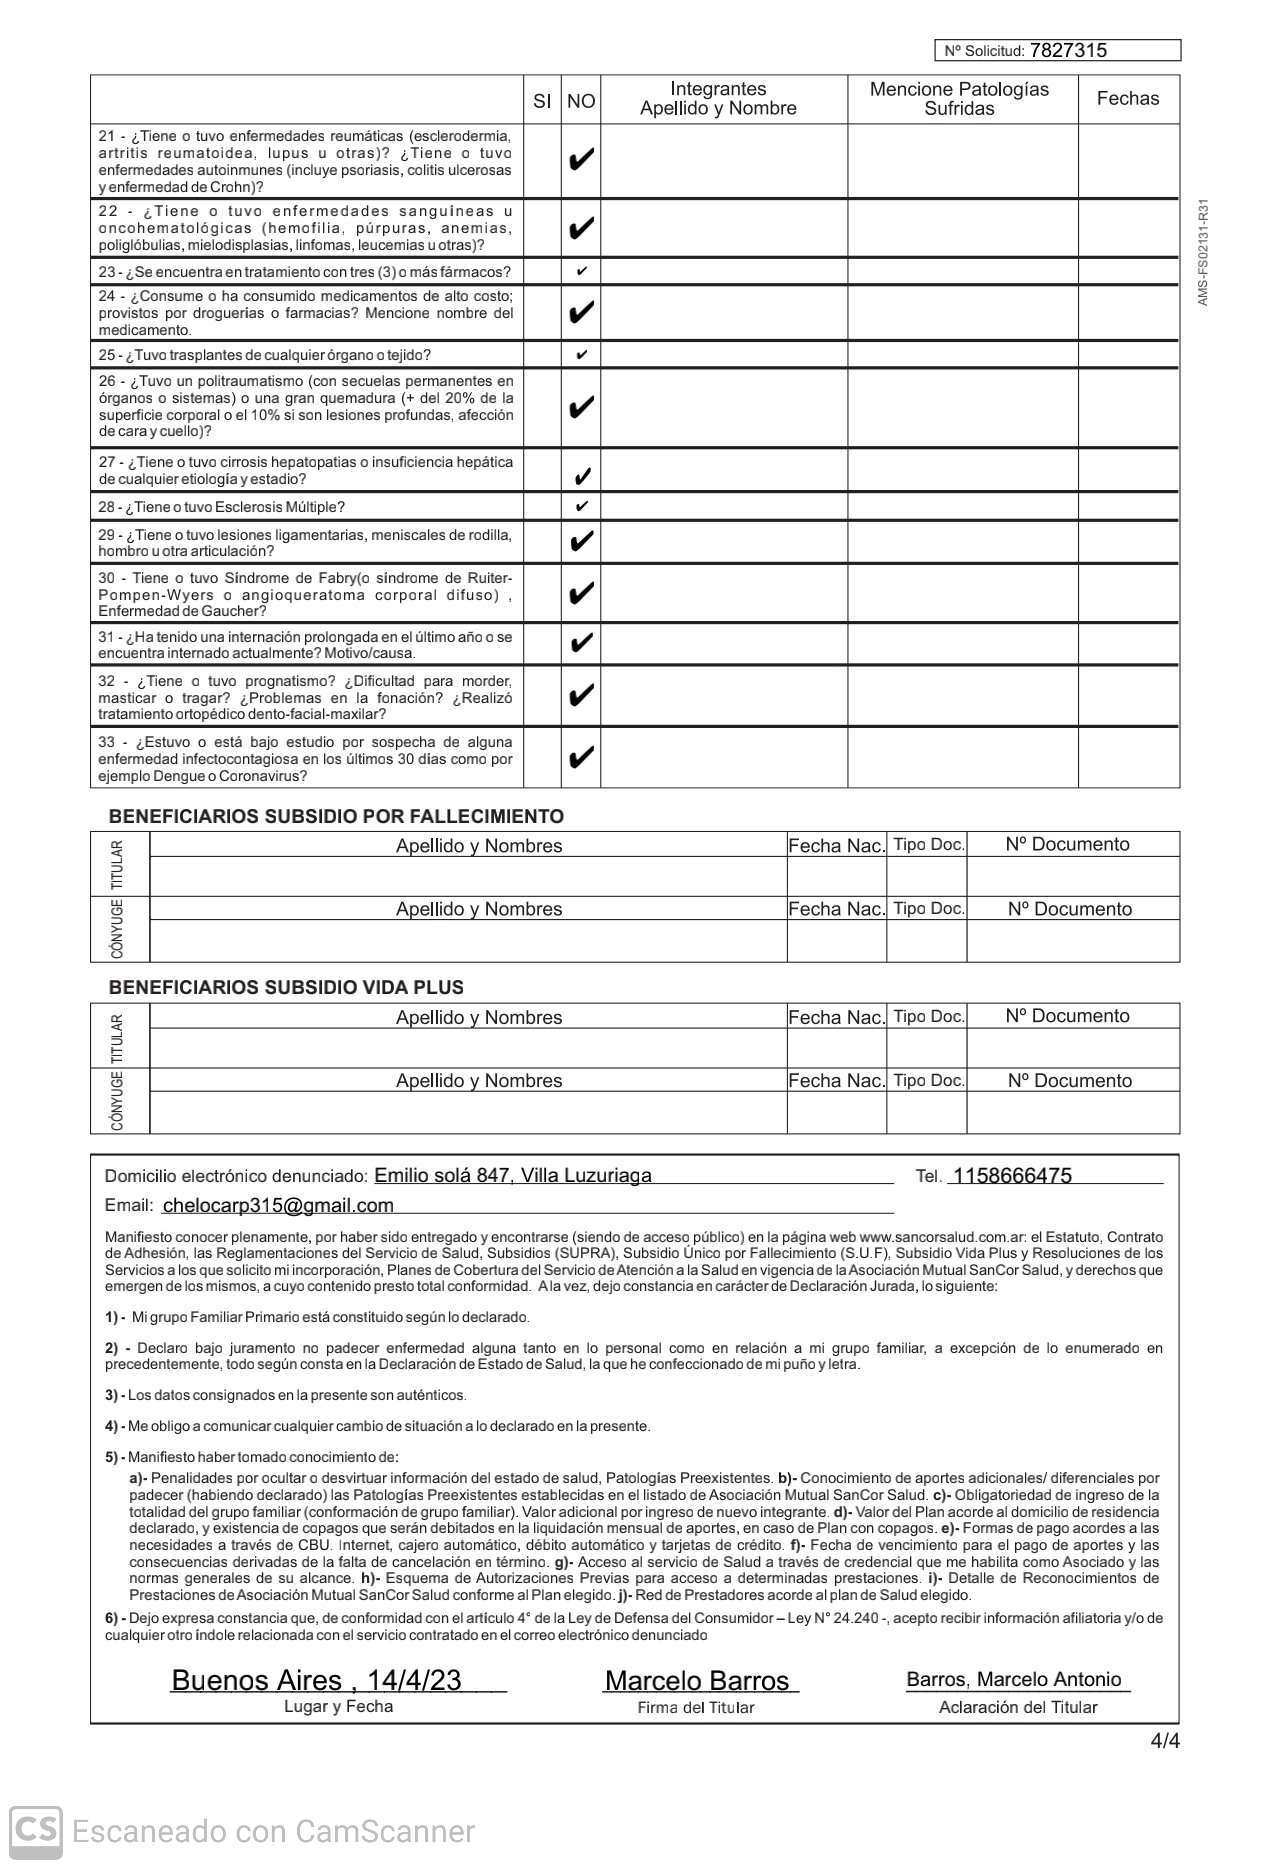 Nº Solicitud: 7827315
SI NO Integrantes Apellido y Nombre Mencione Patologías Sufridas Fechas
21 - ¿Tiene o tuvo enfermedades reumáticas (esclerodermia,
artritis reumatoidea, lupus u otras)? ¿Tiene o tuvo
enfermedades autoinmunes (incluye psoriasis, colitis ulcerosas
y enfermedad de Crohn)? ✔
22 - ¿Tiene o tuvo enfermedades sanguíneas u
oncohematológicas (hemofilia, púrpuras, anemias,
poliglóbulias, mielodisplasias, linfomas, leucemias u otras)? ✔
23 - ¿Se encuentra en tratamiento con tres (3) o más fármacos? ✔
24 - ¿Consume o ha consumido medicamentos de alto costo;
provistos por droguerías o farmacias? Mencione nombre del
medicamento. ✔
25 - ¿Tuvo trasplantes de cualquier órgano o tejido? ✔
26 - ¿Tuvo un politraumatismo (con secuelas permanentes en
órganos o sistemas) o una gran quemadura (+ del 20% de la
superficie corporal o el 10% si son lesiones profundas, afección
de cara y cuello)? ✔
27 - ¿Tiene o tuvo cirrosis hepatopatias o insuficiencia hepática
de cualquier etiología y estadio? ✔
28 - ¿Tiene o tuvo Esclerosis Múltiple? ✔
29 - ¿Tiene o tuvo lesiones ligamentarias, meniscales de rodilla,
hombro u otra articulación? ✔
30 - Tiene o tuvo Síndrome de Fabry(o síndrome de Ruiter-
Pompen-Wyers o angioqueratoma corporal difuso) ,
Enfermedad de Gaucher? ✔
31 - ¿Ha tenido una internación prolongada en el último año o se
encuentra internado actualmente? Motivo/causa. ✔
32 - ¿Tiene o tuvo prognatismo? ¿Dificultad para morder,
masticar o tragar? ¿Problemas en la fonación? ¿Realizó
tratamiento ortopédico dento-facial-maxilar? ✔
33 - ¿Estuvo o está bajo estudio por sospecha de alguna
enfermedad infectocontagiosa en los últimos 30 días como por
ejemplo Dengue o Coronavirus? ✔
AMS-FS02131-R31
BENEFICIARIOS SUBSIDIO POR FALLECIMIENTO
TITULAR Apellido y Nombres Fecha Nac. Tipo Doc. Nº Documento
CÓNYUGE Apellido y Nombres Fecha Nac. Tipo Doc. Nº Documento
BENEFICIARIOS SUBSIDIO VIDA PLUS
TITULAR Apellido y Nombres Fecha Nac. Tipo Doc. Nº Documento
CÓNYUGE Apellido y Nombres Fecha Nac. Tipo Doc. Nº Documento
Domicilio electrónico denunciado: Emilio solá 847, Villa Luzuriaga Tel. 1158666475
Email: chelocarp315@gmail.com
Manifiesto conocer plenamente, por haber sido entregado y encontrarse (siendo de acceso público) en la página web www.sancorsalud.com.ar: el Estatuto, Contrato
de Adhesión, las Reglamentaciones del Servicio de Salud, Subsidios (SUPRA), Subsidio Único por Fallecimiento (S.U.F), Subsidio Vida Plus y Resoluciones de los
Servicios a los que solicito mi incorporación, Planes de Cobertura del Servicio de Atención a la Salud en vigencia de la Asociación Mutual SanCor Salud, y derechos que
emergen de los mismos, a cuyo contenido presto total conformidad. A la vez, dejo constancia en carácter de Declaración Jurada, lo siguiente:
1) - Mi grupo Familiar Primario está constituido según lo declarado.
2) - Declaro bajo juramento no padecer enfermedad alguna tanto en lo personal como en relación a mi grupo familiar, a excepción de lo enumerado en
precedentemente, todo según consta en la Declaración de Estado de Salud, la que he confeccionado de mi puño y letra.
3) - Los datos consignados en la presente son auténticos.
4) - Me obligo a comunicar cualquier cambio de situación a lo declarado en la presente.
5) - Manifiesto haber tomado conocimiento de:
a)- Penalidades por ocultar o desvirtuar información del estado de salud, Patologías Preexistentes. b)- Conocimiento de aportes adicionales/ diferenciales por
padecer (habiendo declarado) las Patologías Preexistentes establecidas en el listado de Asociación Mutual SanCor Salud. c)- Obligatoriedad de ingreso de la
totalidad del grupo familiar (conformación de grupo familiar). Valor adicional por ingreso de nuevo integrante. d)- Valor del Plan acorde al domicilio de residencia
declarado, y existencia de copagos que serán debitados en la liquidación mensual de aportes, en caso de Plan con copagos. e)- Formas de pago acordes a las
necesidades a través de CBU. Internet, cajero automático, débito automático y tarjetas de crédito. f)- Fecha de vencimiento para el pago de aportes y las
consecuencias derivadas de la falta de cancelación en término. g)- Acceso al servicio de Salud a través de credencial que me habilita como Asociado y las
normas generales de su alcance. h)- Esquema de Autorizaciones Previas para acceso a determinadas prestaciones. i)- Detalle de Reconocimientos de
Prestaciones de Asociación Mutual SanCor Salud conforme al Plan elegido. j)- Red de Prestadores acorde al plan de Salud elegido.
6) - Dejo expresa constancia que, de conformidad con el artículo 4° de la Ley de Defensa del Consumidor – Ley N° 24.240 -, acepto recibir información afiliatoria y/o de
cualquier otro índole relacionada con el servicio contratado en el correo electrónico denunciado
Buenos Aires , 14/4/23 Marcelo Barros Barros, Marcelo Antonio
Lugar y Fecha Firma del Titular Aclaración del Titular
4/4
CS Escaneado con CamScanner